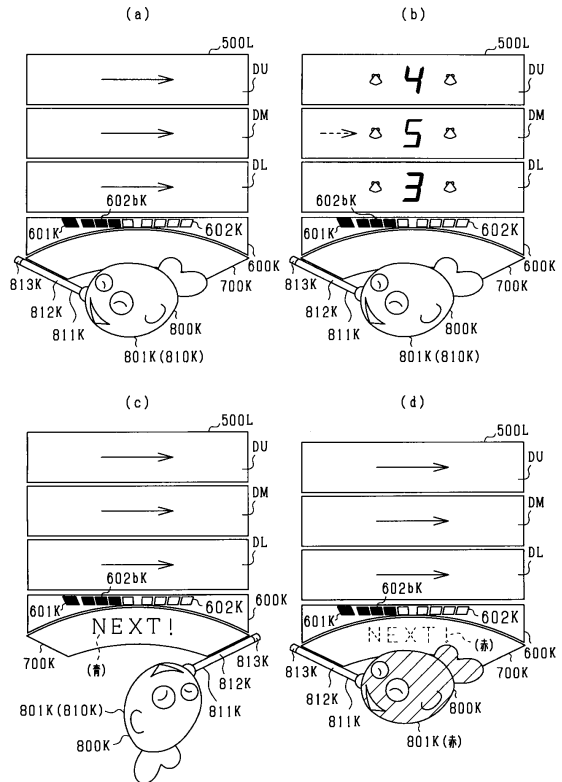 (a)
500L
DU
DM
DL
602bK
601K
602K
600K
700K
813K
812K
811K
800K
801K(810K)
(b)
500L
4
DU
5
DM
3
DL
602bK
601K
602K
600K
700K
813K
812K
811K
800K
801K(810K)
(c)
500L
DU
DM
DL
602bK
601K
602K
600K
NEXT!
700K
(青)
813K
812K
811K
801K(810K)
800K
(d)
500L
DU
DM
DL
602bK
601K
602K
NEXT!
(赤)
600K
813K
700K
812K
811K
800K
801K(赤)